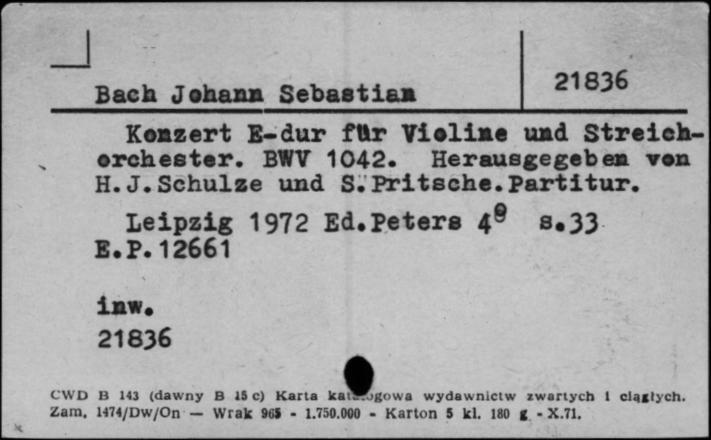 Bach Johann Sebastian
21836
Konzert E-dur für Violine und Streich-
orchester. BWV 1042. Herausgegeben von
H.J.Schulze und S.Pritsche.Partitur.
Leipzig 1972 Ed.Peters 4° s.33
E.P.12661
inw.
21836
CWD B 143 (dawny B 15 c) Karta katalogowa wydawnictw zwartych i ciągłych.
Zam. 1474/Dw/On — Wrak 965 - 1.750.000 - Karton 5 kl. 180 g - X.71.